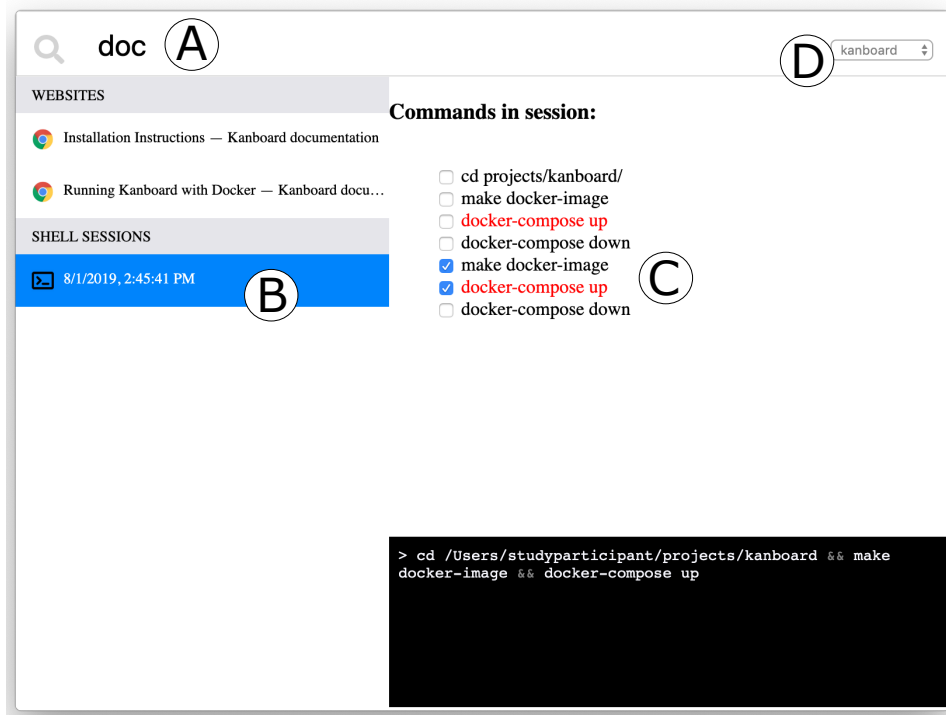 doc
A
D
kanboard
WEBSITES
Installation Instructions — Kanboard documentation
Running Kanboard with Docker — Kanboard docu…
SHELL SESSIONS
8/1/2019, 2:45:41 PM
B
Commands in session:
cd projects/kanboard/
make docker-image
docker-compose up
docker-compose down
make docker-image
docker-compose up
docker-compose down
C
> cd /Users/studyparticipant/projects/kanboard && make
docker-image && docker-compose up